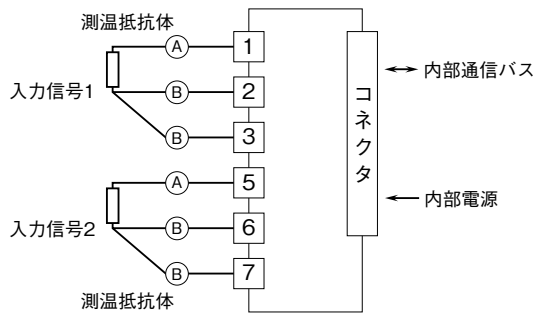 測温抵抗体
A 1
入力信号1
B 2
B 3
A 5
入力信号2
B 6
B 7
測温抵抗体
コネクタ
内部通信バス
内部電源